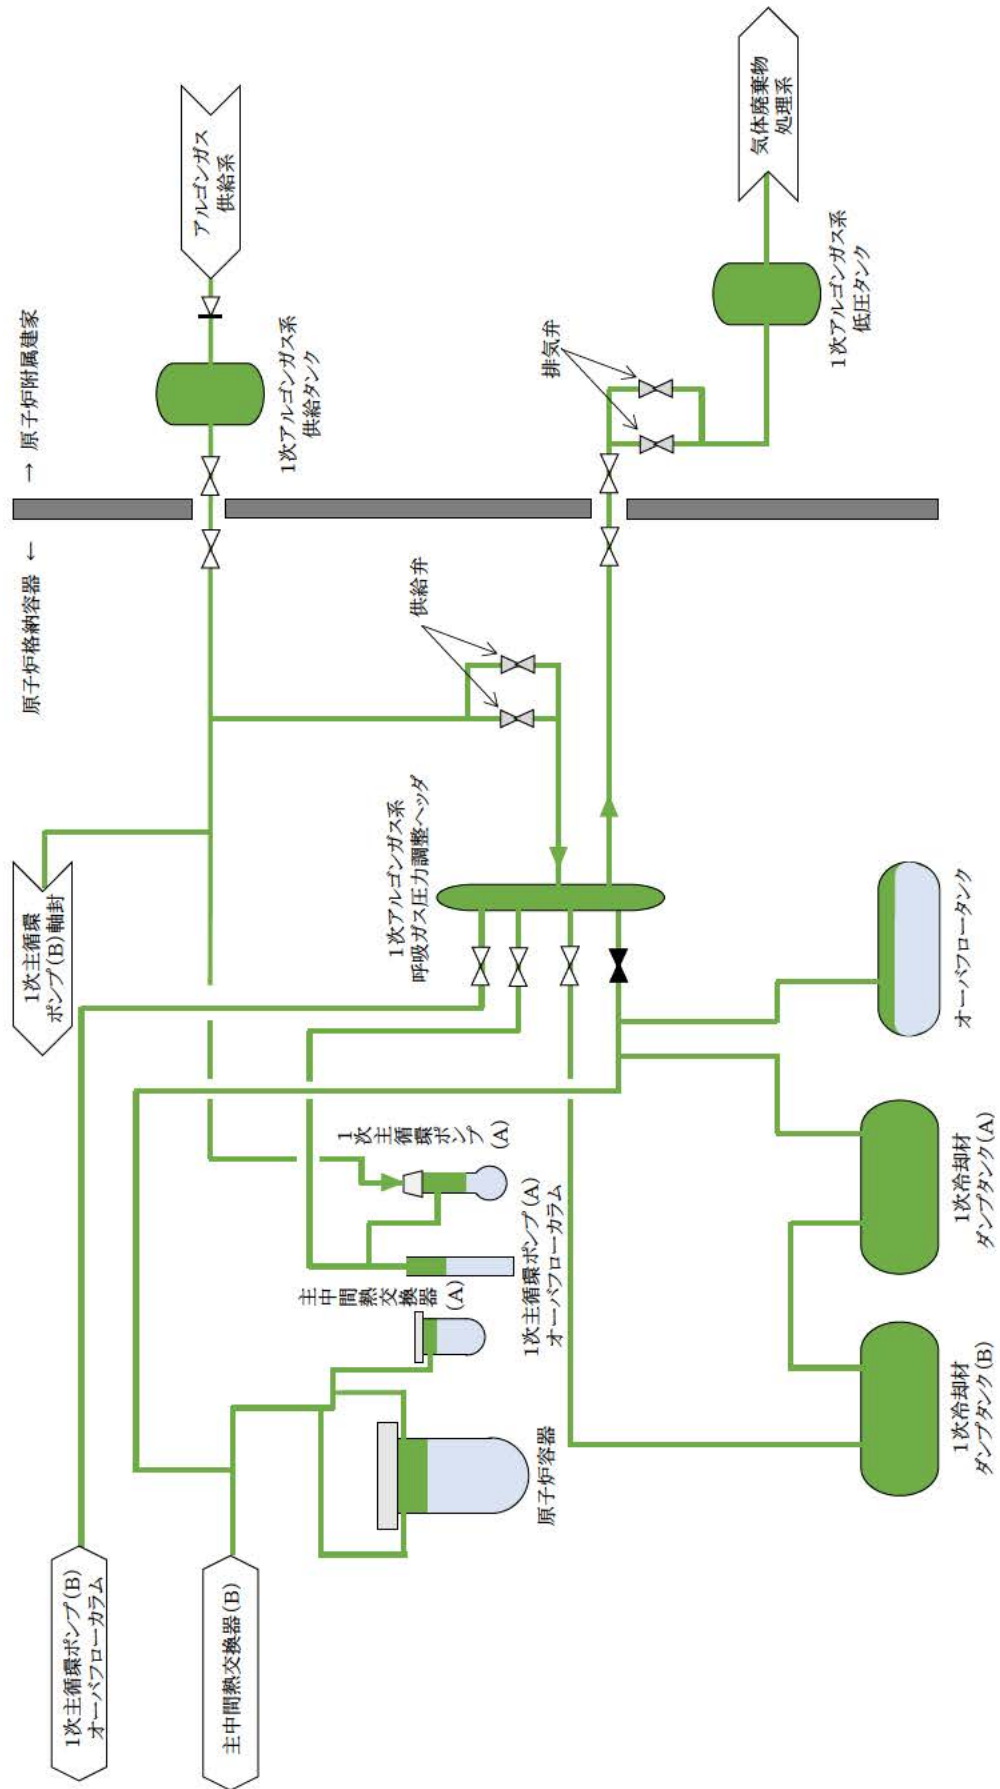 原子炉格納容器 ←
→ 原子炉附属建家
1次主循環ポンプ(B)
オーバフローカラム
主中間熱交換器(B)
1次主循環
ポンプ(B)軸封
アルゴンガス
供給系
1次アルゴンガス系
供給タンク
供給弁
排気弁
気体廃棄物
処理系
1次アルゴンガス系
低圧タンク
1次アルゴンガス系
呼吸ガス圧力調整ヘッダ
1次主循環ポンプ
(A)
主中間熱交換器
(A)
1次主循環ポンプ(A)
オーバフローカラム
原子炉容器
オーバフロータンク
1次冷却材
ダンプタンク(A)
1次冷却材
ダンプタンク(B)